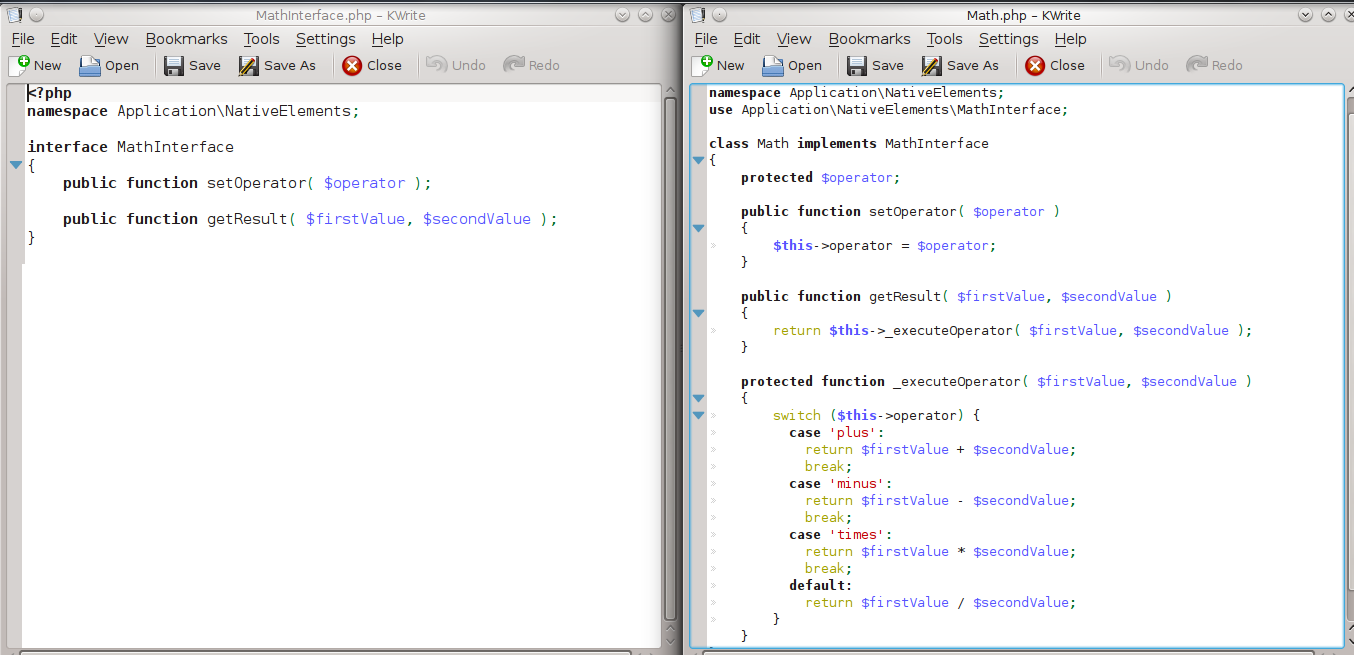 MathInterface.php – KWrite
File Edit View Bookmarks Tools Settings Help
New Open Save Save As Close Undo Redo
<?php
namespace Application\NativeElements;

interface MathInterface
{
    public function setOperator( $operator );

    public function getResult( $firstValue, $secondValue );
}
Math.php – KWrite
File Edit View Bookmarks Tools Settings Help
New Open Save Save As Close Undo Redo
namespace Application\NativeElements;
use Application\NativeElements\MathInterface;

class Math implements MathInterface
{
    protected $operator;

    public function setOperator( $operator )
    {
        $this->operator = $operator;
    }

    public function getResult( $firstValue, $secondValue )
    {
        return $this->_executeOperator( $firstValue, $secondValue );
    }

    protected function _executeOperator( $firstValue, $secondValue )
    {
        switch ($this->operator) {
          case 'plus':
            return $firstValue + $secondValue;
            break;
          case 'minus':
            return $firstValue - $secondValue;
            break;
          case 'times':
            return $firstValue * $secondValue;
            break;
          default:
            return $firstValue / $secondValue;
        }
    }